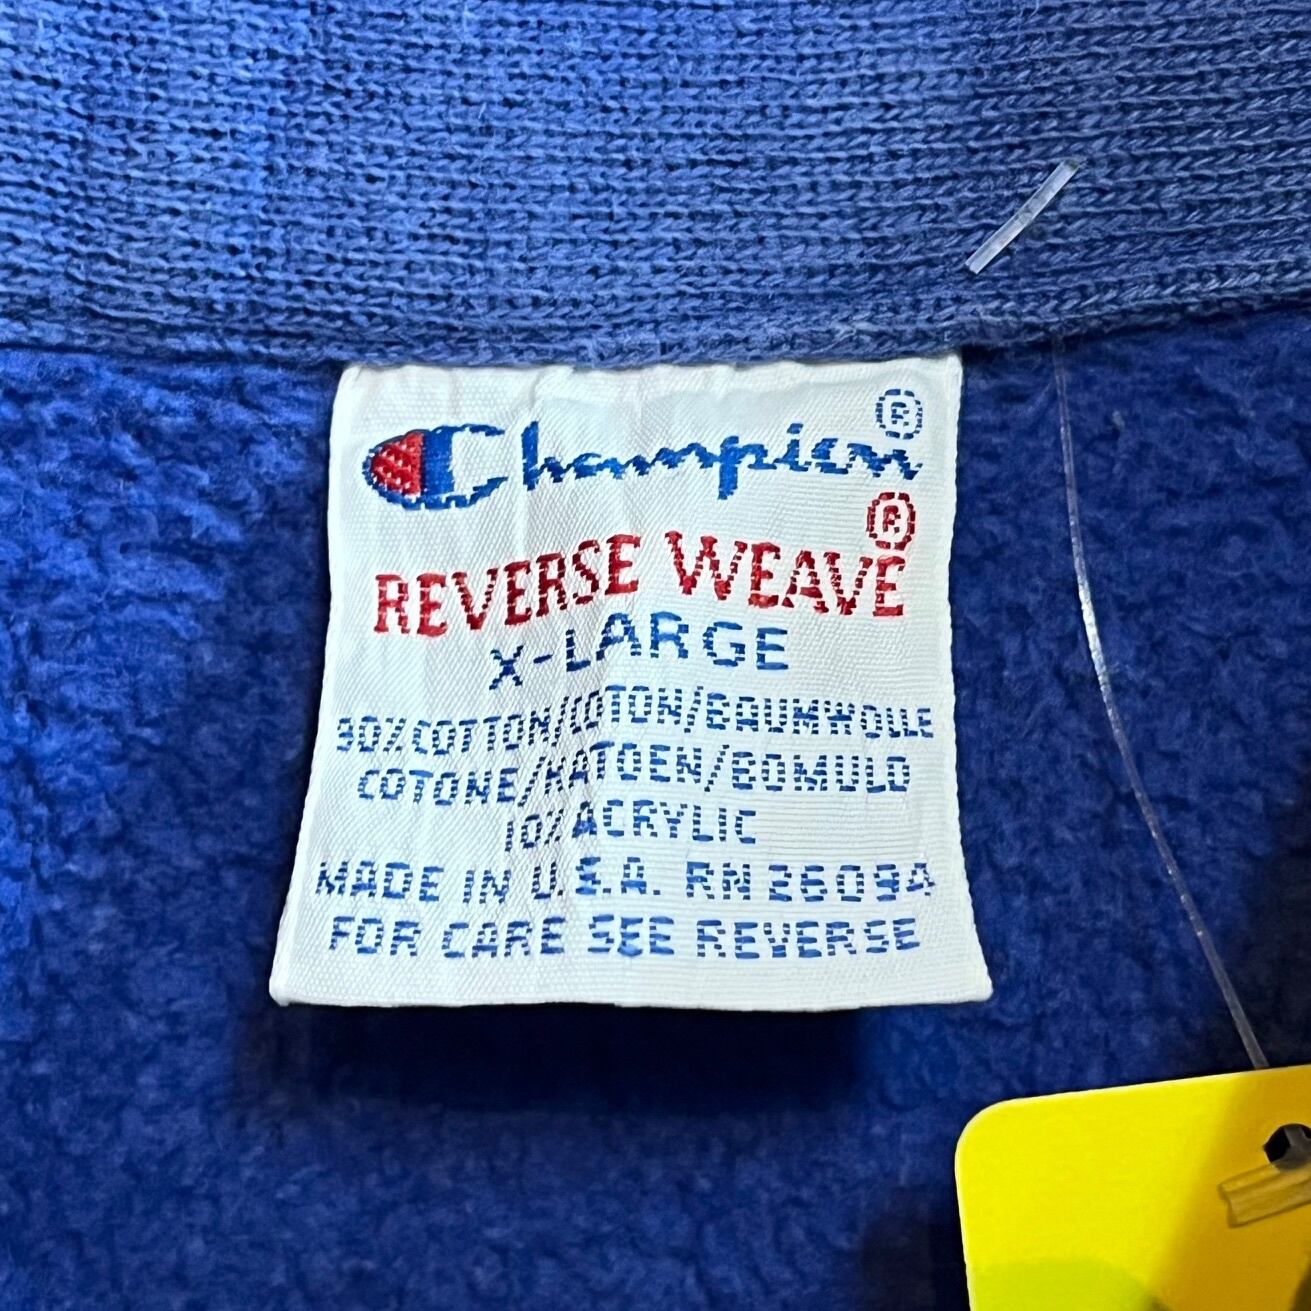 Champion®
REVERSE WEAVE®
X-LARGE
90%COTTON/COTON/BAUMWOLLE
COTONE/KATOEN/BOMULD
10%ACRYLIC
MADE IN U.S.A. RN 26094
FOR CARE SEE REVERSE